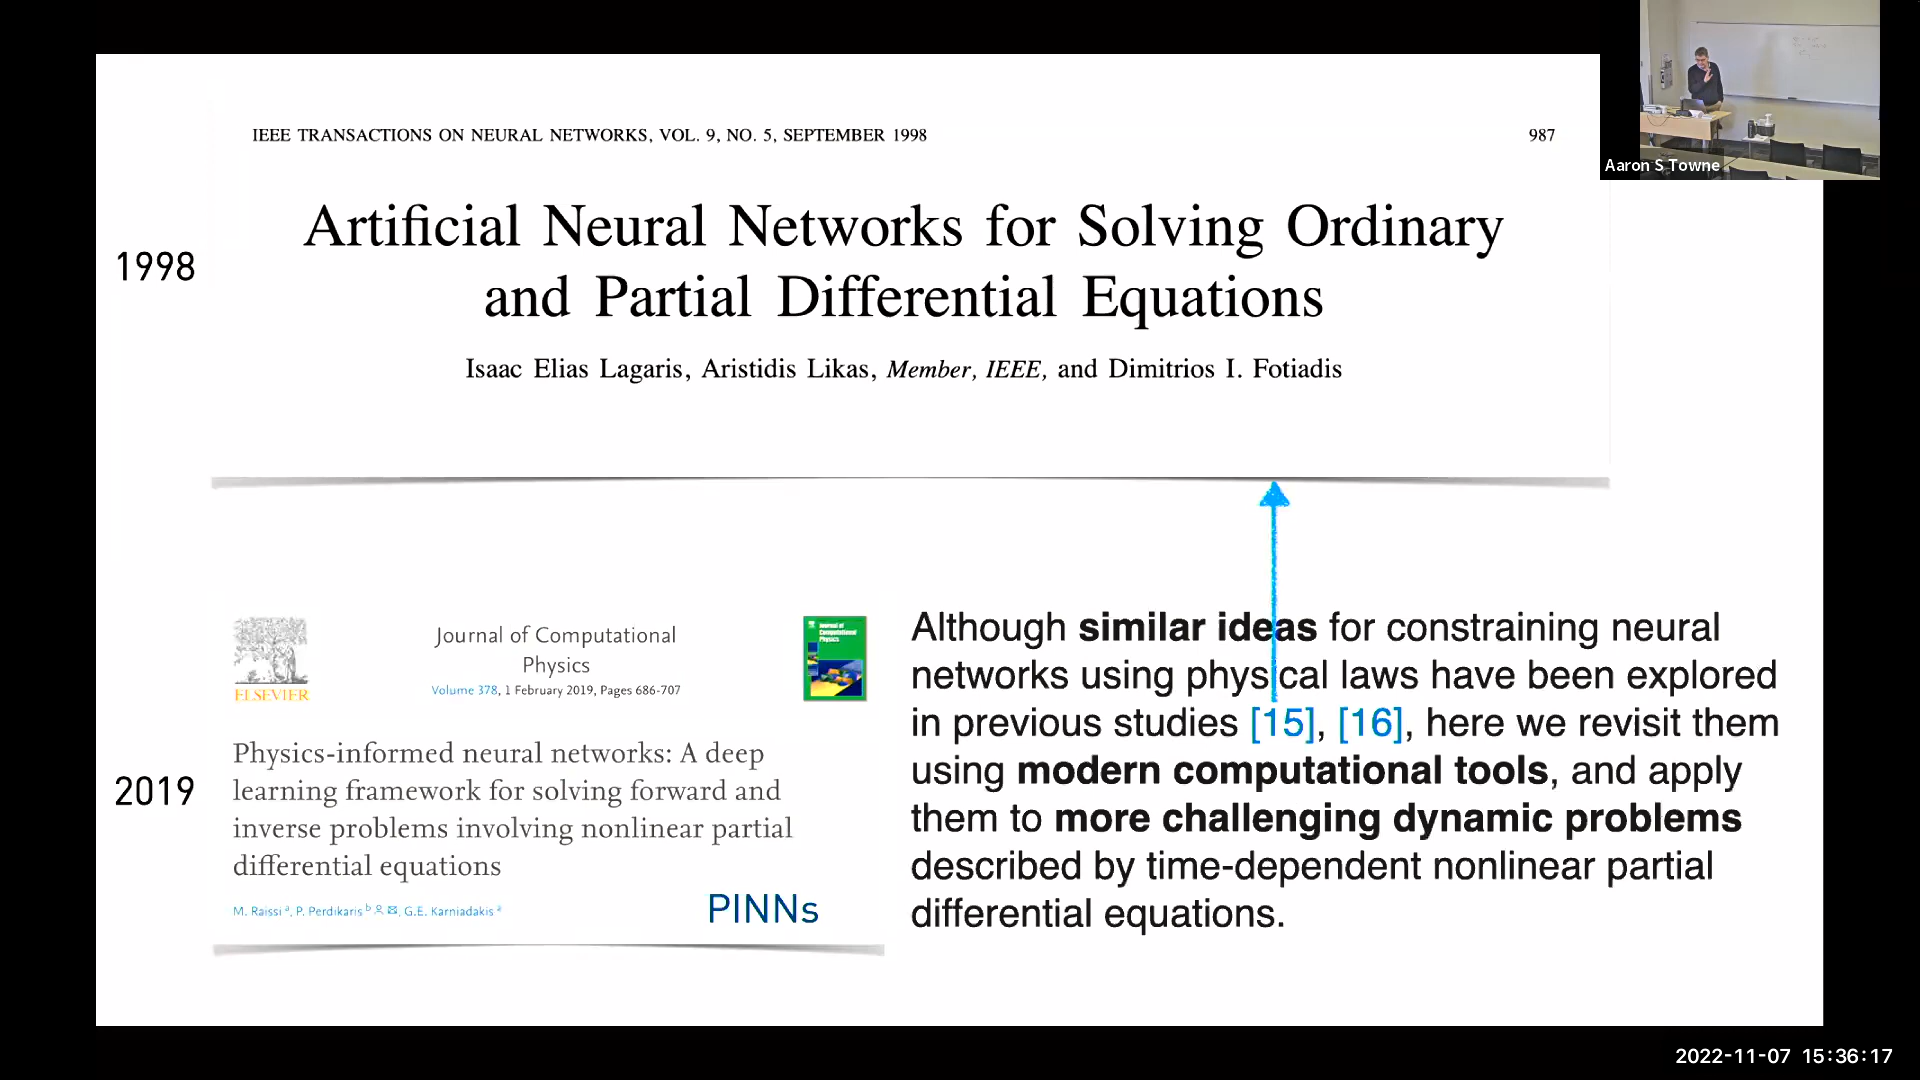 IEEE TRANSACTIONS ON NEURAL NETWORKS, VOL. 9, NO. 5, SEPTEMBER 1998 987
Aaron S Towne
1998
Artificial Neural Networks for Solving Ordinary
and Partial Differential Equations
Isaac Elias Lagaris, Aristidis Likas, Member, IEEE, and Dimitrios I. Fotiadis
2019
ELSEVIER
Journal of Computational
Physics
Volume 378, 1 February 2019, Pages 686-707
Journal of
Computational
Physics
Physics-informed neural networks: A deep
learning framework for solving forward and
inverse problems involving nonlinear partial
differential equations
M. Raissi a, P. Perdikaris b, G.E. Karniadakis a
PINNs
Although similar ideas for constraining neural
networks using physical laws have been explored
in previous studies [15], [16], here we revisit them
using modern computational tools, and apply
them to more challenging dynamic problems
described by time-dependent nonlinear partial
differential equations.
2022-11-07 15:36:17